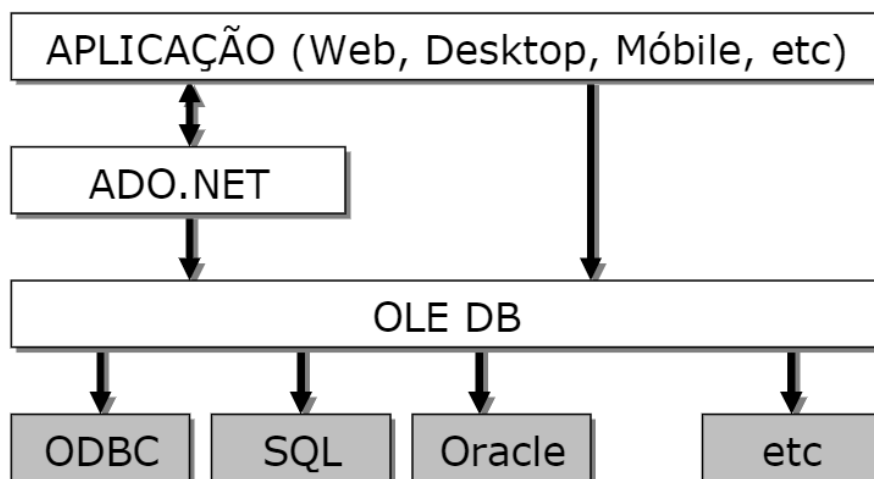 APLICAÇÃO (Web, Desktop, Móbile, etc)
ADO.NET
OLE DB
ODBC
SQL
Oracle
etc